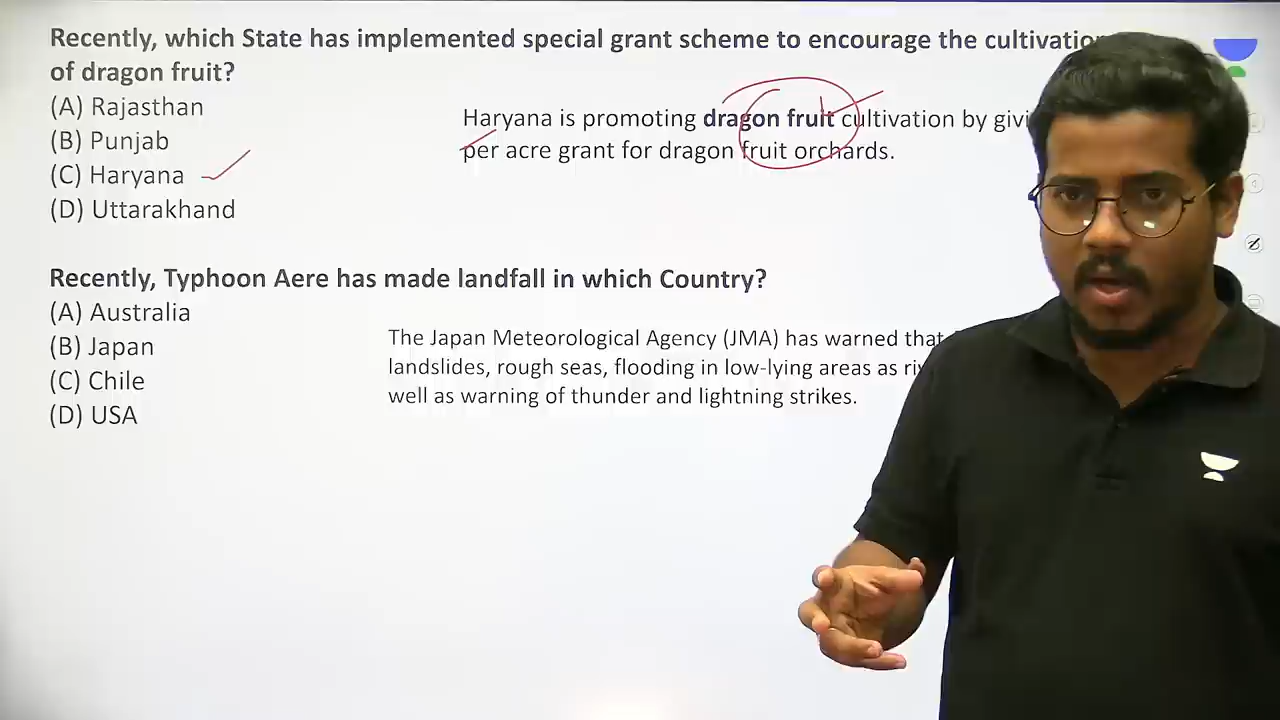 Recently, which State has implemented special grant scheme to encourage the
of dragon fruit?
(A) Rajasthan
(B) Punjab
(C) Haryana
(D) Uttarakhand
Haryana is promoting dragon fruit cultivation by
per acre grant for dragon fruit orchards.
Recently, Typhoon Aere has made landfall in which Country?
(A) Australia
(B) Japan
(C) Chile
(D) USA
The Japan Meteorological Agency (JMA) has warned that
landslides, rough seas, flooding in low-lying areas as
well as warning of thunder and lightning strikes.